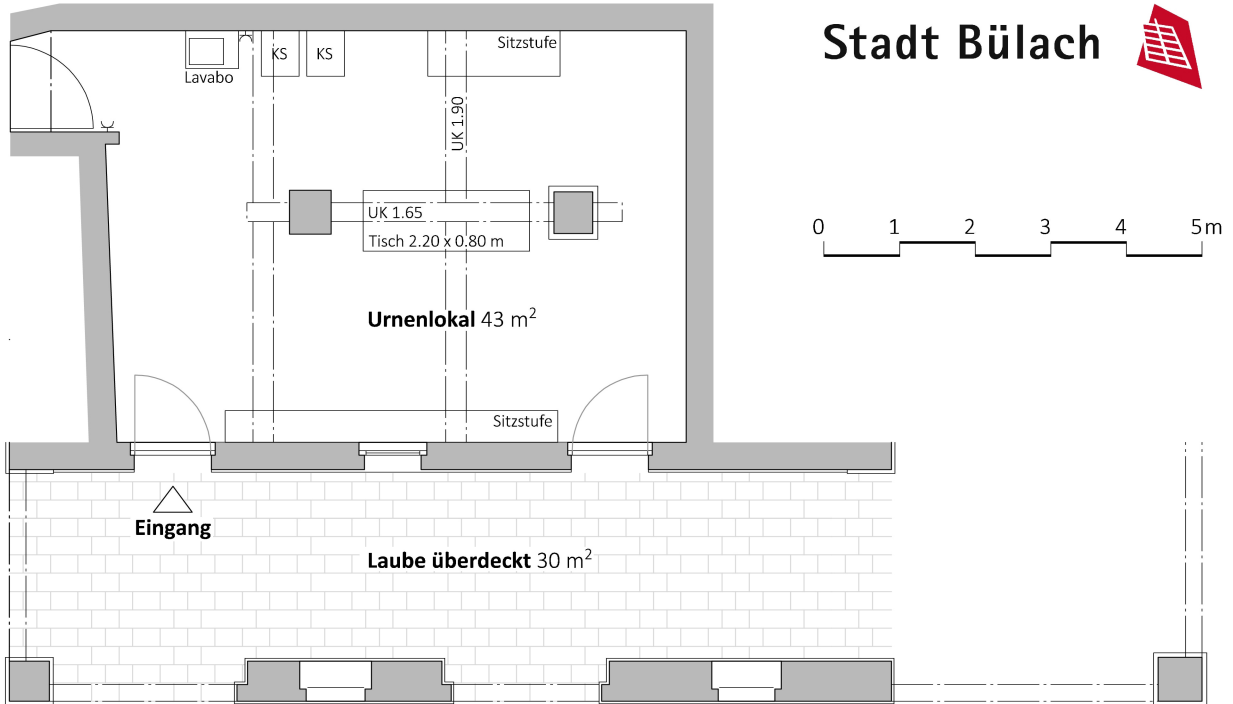 Stadt Bülach
Sitzstufe
KS KS
Lavabo
UK 1.90
UK 1.65
Tisch 2.20 x 0.80 m
0 1 2 3 4 5 m
Urnenlokal 43 m²
Sitzstufe
Eingang
Laube überdeckt 30 m²